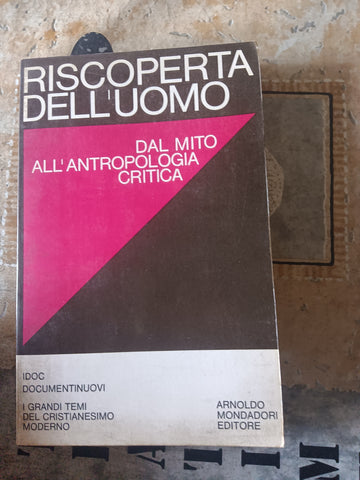 RISCOPERTA
DELL'UOMO
DAL MITO
ALL'ANTROPOLOGIA
CRITICA
IDOC
DOCUMENTINUOVI
I GRANDI TEMI
DEL CRISTIANESIMO
MODERNO
ARNOLDO
MONDADORI
EDITORE